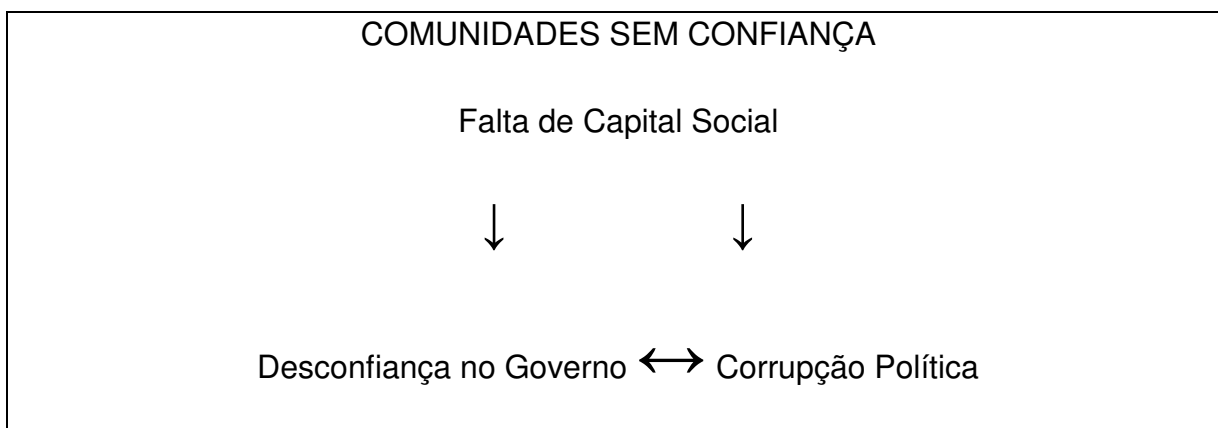 COMUNIDADES SEM CONFIANÇA
Falta de Capital Social
↓ ↓
Desconfiança no Governo ↔ Corrupção Política